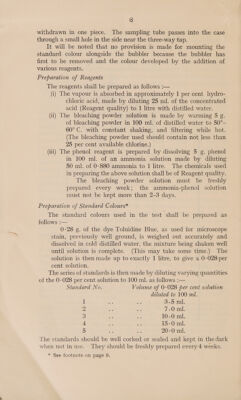 6
withdrawn in one piece. The sampling tube passes into the case
through a small hole in the side near the three-way tap.
It will be noted that no provision is made for mounting the
standard colour alongside the bubbler because the bubbler has
first to be removed and the colour developed by the addition of
various reagents.
Preparation of Reagents
The reagents shall be prepared as follows :—
(i) The vapour is absorbed in approximately 1 per cent hydro-
chloric acid, made by diluting 25 ml. of the concentrated
acid (Reagent quality) to 1 litre with distilled water.
(ii) The bleaching powder solution is made by warming 5 g.
of bleaching powder in 100 ml. of distilled water to 50°–
60° C. with constant shaking, and filtering while hot.
(The bleaching powder used should contain not less than
25 per cent available chlorine.)
(iii) The phenol reagent is prepared by dissolving 5 g. phenol
in 100 ml. of an ammonia solution made by diluting
50 ml. of 0·880 ammonia to 1 litre. The chemicals used
in preparing the above solution shall be of Reagent quality.
The bleaching powder solution must be freshly
prepared every week; the ammonia-phenol solution
must not be kept more than 2-3 days.
Preparation of Standard Colours*
The standard colours used in the test shall be prepared as
follows :—
0·28 g. of the dye Toluidine Blue, as used for microscope
stain, previously well ground, is weighed out accurately and
dissolved in cold distilled water, the mixture being shaken well
until solution is complete. (This may take some time.) The
solution is then made up to exactly 1 litre, to give a 0·028 per
cent solution.
The series of standards is then made by diluting varying quantities
of the 0·028 per cent solution to 100 ml. as follows :—
Standard No. Volume of 0·028 per cent solution
diluted to 100 ml.
1 .. .. 3·5 ml.
2 .. .. 7·0 ml.
3 .. .. 10·0 ml.
4 .. .. 15·0 ml.
5 .. .. 20·0 ml.
The standards should be well corked or sealed and kept in the dark
when not in use. They should be freshly prepared every 4 weeks.
* See footnote on page 8.